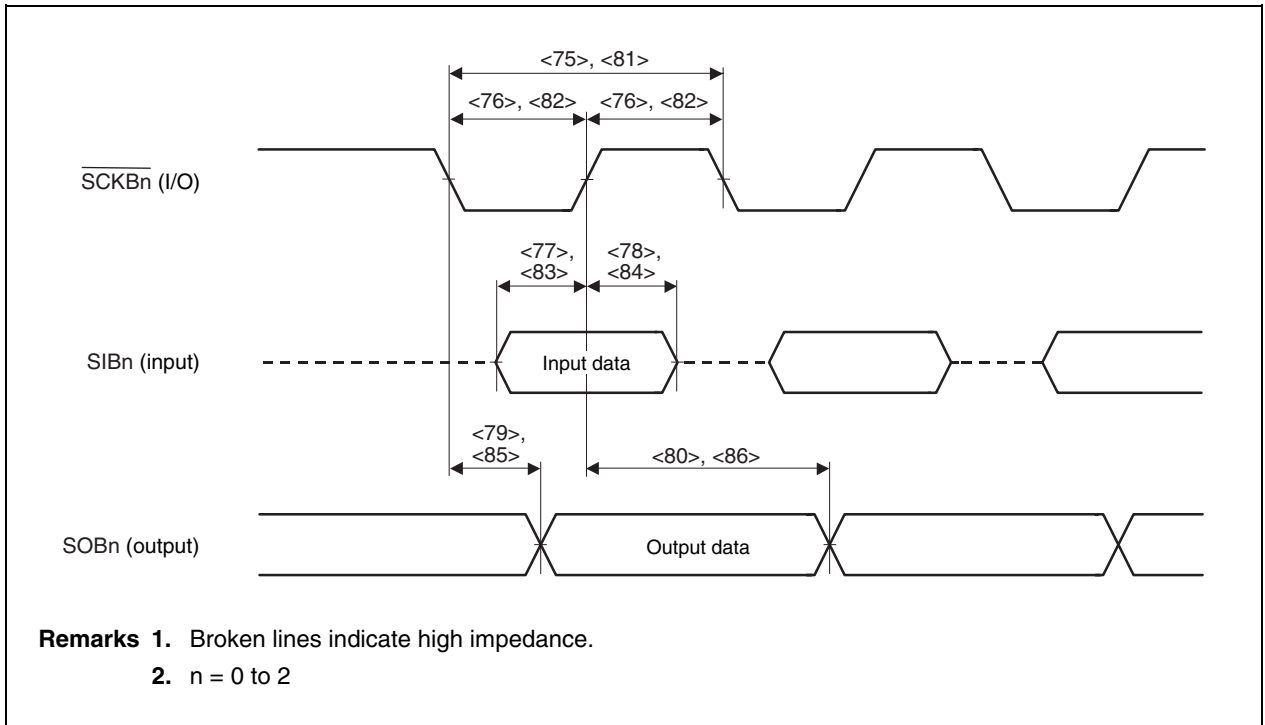 <75>, <81>
<76>, <82> <76>, <82>
SCKBn (I/O)
<77>, <78>,
<83> <84>
SIBn (input)
Input data
<79>,
<85>
<80>, <86>
SOBn (output)
Output data
Remarks 1. Broken lines indicate high impedance.
2. n = 0 to 2